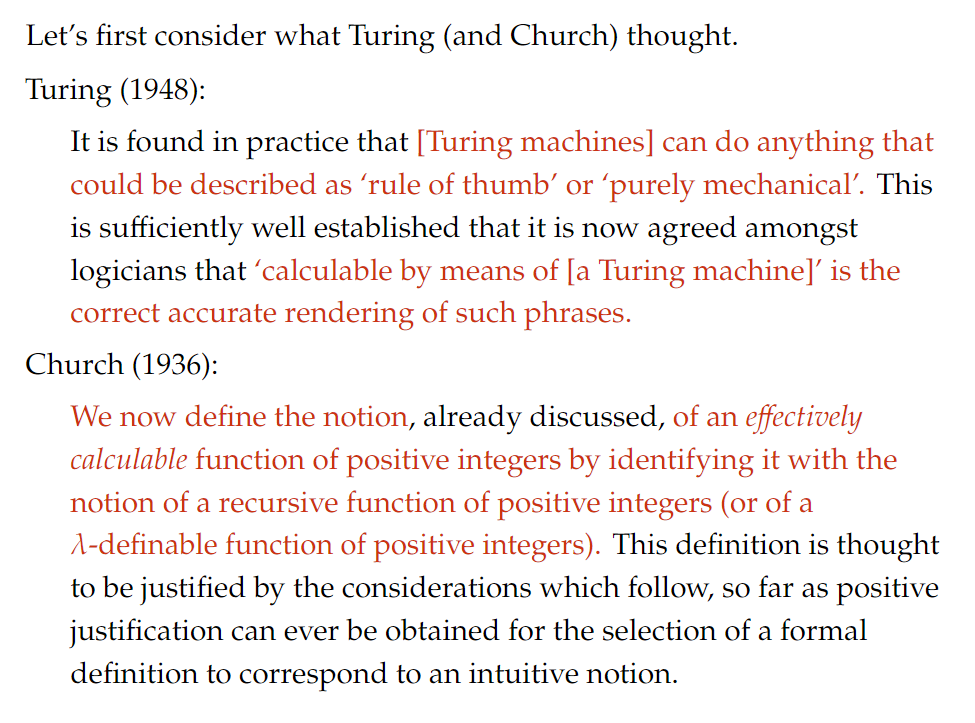 Let’s first consider what Turing (and Church) thought.
Turing (1948):
It is found in practice that [Turing machines] can do anything that
could be described as ‘rule of thumb’ or ‘purely mechanical’. This
is sufficiently well established that it is now agreed amongst
logicians that ‘calculable by means of [a Turing machine]’ is the
correct accurate rendering of such phrases.
Church (1936):
We now define the notion, already discussed, of an effectively
calculable function of positive integers by identifying it with the
notion of a recursive function of positive integers (or of a
λ-definable function of positive integers). This definition is thought
to be justified by the considerations which follow, so far as positive
justification can ever be obtained for the selection of a formal
definition to correspond to an intuitive notion.